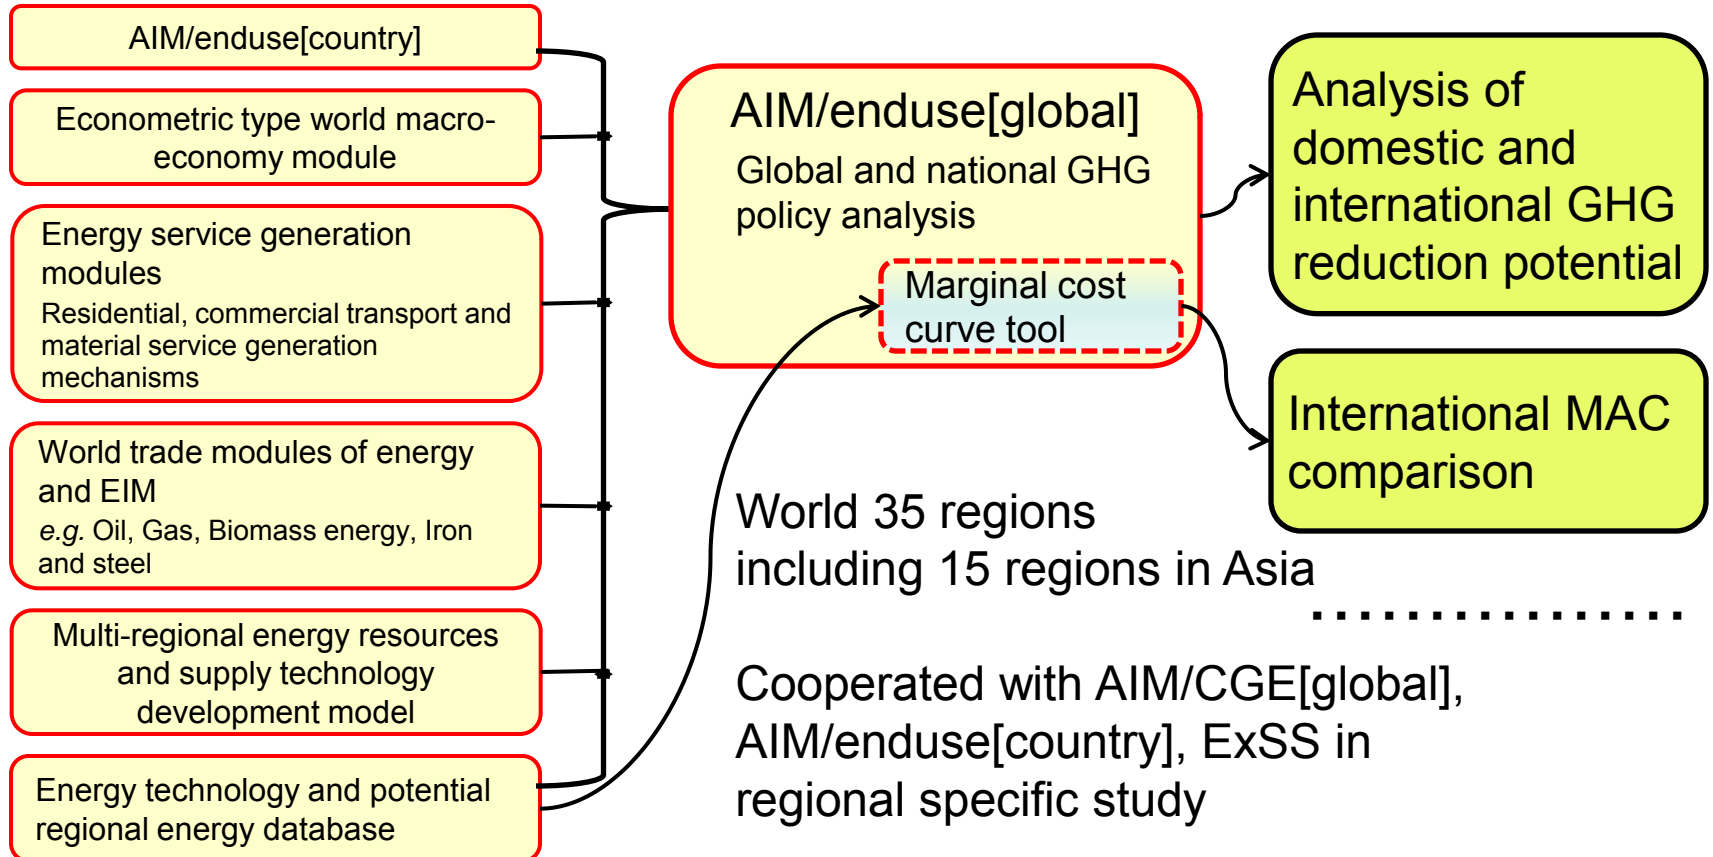 AIM/enduse[country]
Econometric type world macro-
economy module
Energy service generation
modules
Residential, commercial transport and
material service generation
mechanisms
World trade modules of energy
and EIM
e.g. Oil, Gas, Biomass energy, Iron
and steel
Multi-regional energy resources
and supply technology
development model
Energy technology and potential
regional energy database
AIM/enduse[global]
Global and national GHG
policy analysis
Marginal cost
curve tool
World 35 regions
including 15 regions in Asia
................
Cooperated with AIM/CGE[global],
AIM/enduse[country], ExSS in
regional specific study
Analysis of
domestic and
international GHG
reduction potential
International MAC
comparison